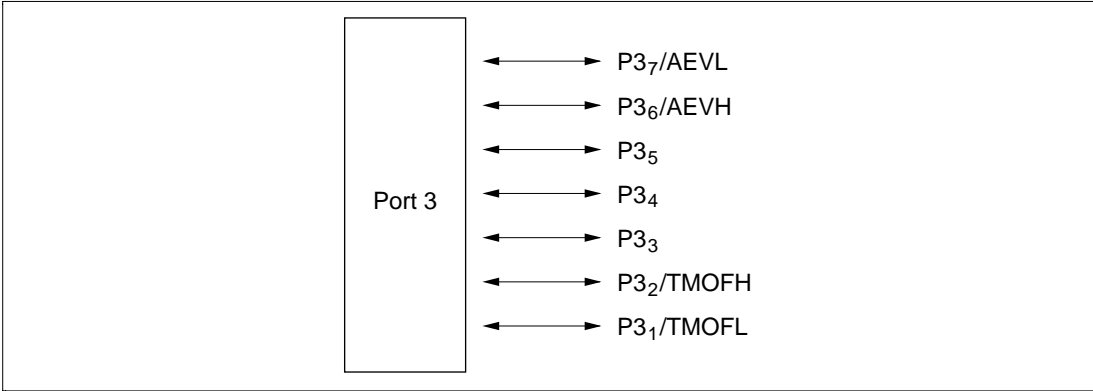 P3₇/AEVL
P3₆/AEVH
P3₅
Port 3
P3₄
P3₃
P3₂/TMOFH
P3₁/TMOFL